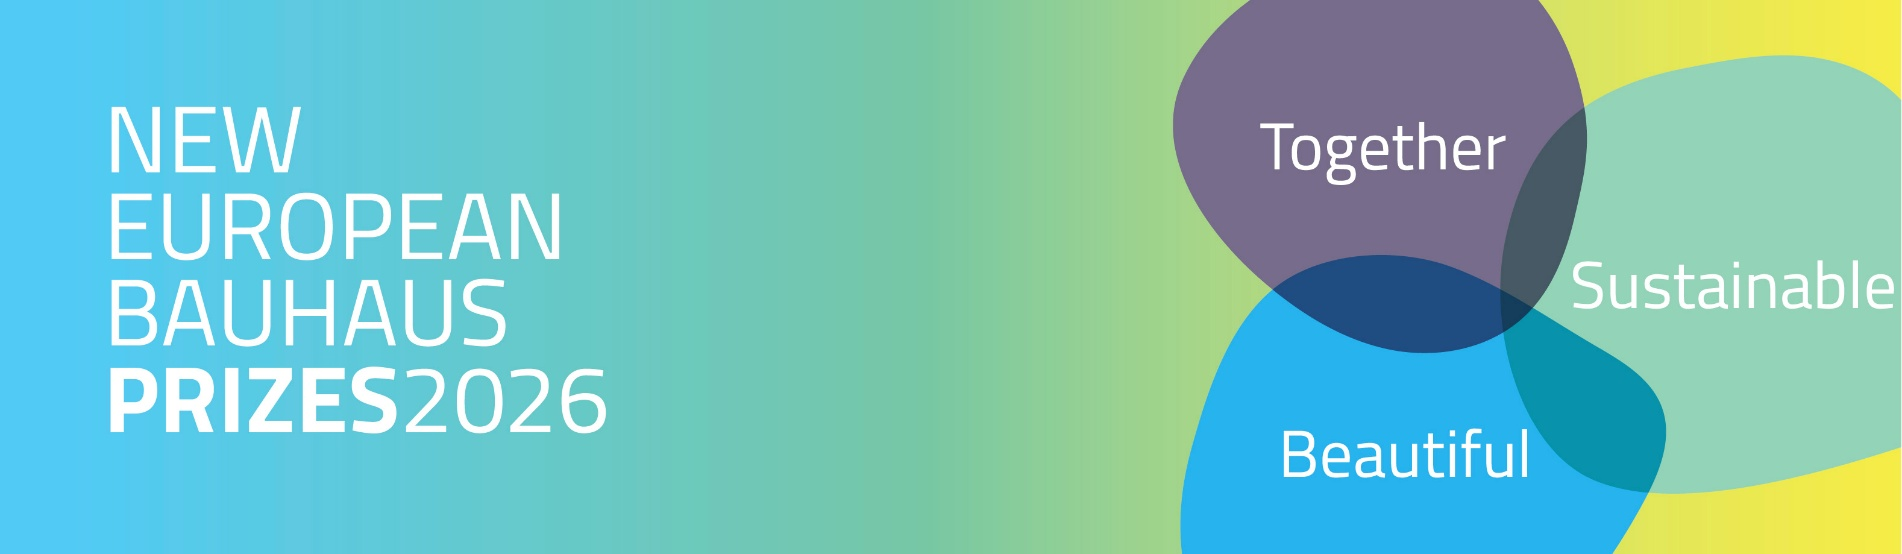 NEW
EUROPEAN
BAUHAUS
PRIZES2026
Together
Sustainable
Beautiful